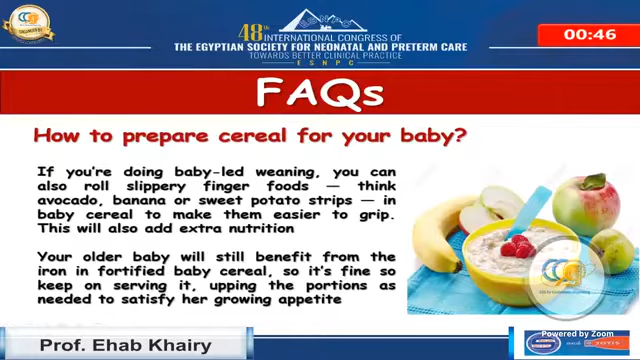 48th
INTERNATIONAL CONGRESS OF
THE EGYPTIAN SOCIETY FOR NEONATAL AND PRETERM CARE
TOWARDS BETTER CLINICAL PRACTICE
ESNPC
00:46
FAQs
How to prepare cereal for your baby?
If you're doing baby-led weaning, you can
also roll slippery finger foods — think
avocado, banana or sweet potato strips — in
baby cereal to make them easier to grip.
This will also add extra nutrition
Your older baby will still benefit from the
iron in fortified baby cereal, so it's fine so
keep on serving it, upping the portions as
needed to satisfy her growing appetite
Prof. Ehab Khairy
Powered by Zoom